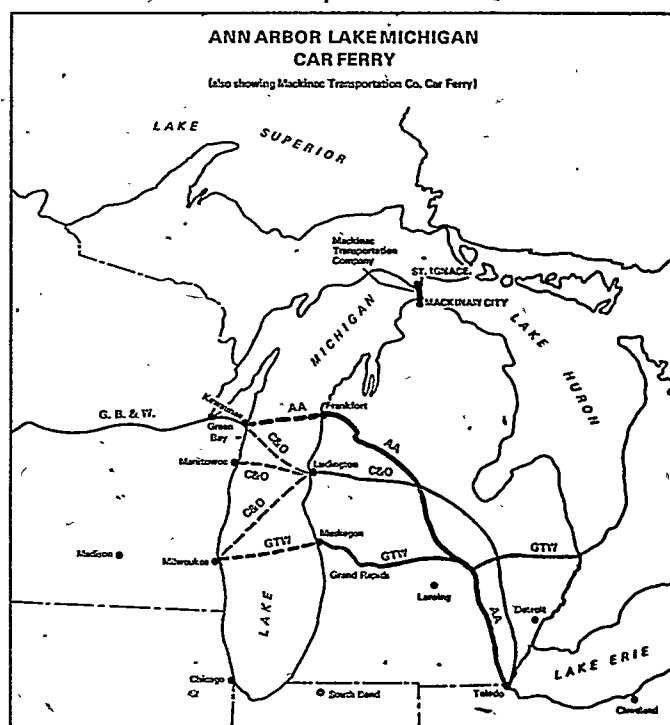 ANN ARBOR LAKE MICHIGAN
CAR FERRY
(also showing Mackinac Transportation Co. Car Ferry)
LAKE SUPERIOR
Mackinac
Transportation
Company
ST. IGNACE
MACKINAW CITY
LAKE HURON
MICHIGAN
Kewaunee
AA
Frankfort
G. B. & W.
Green
Bay
C&O
AA
Manitowoc
C&O
Ludington
C&O
C&O
Muskegon
GTW
GTW
GTW
Madison
Milwaukee
Grand Rapids
Lansing
LAKE
AA
Detroit
LAKE ERIE
Chicago
South Bend
Toledo
Cleveland